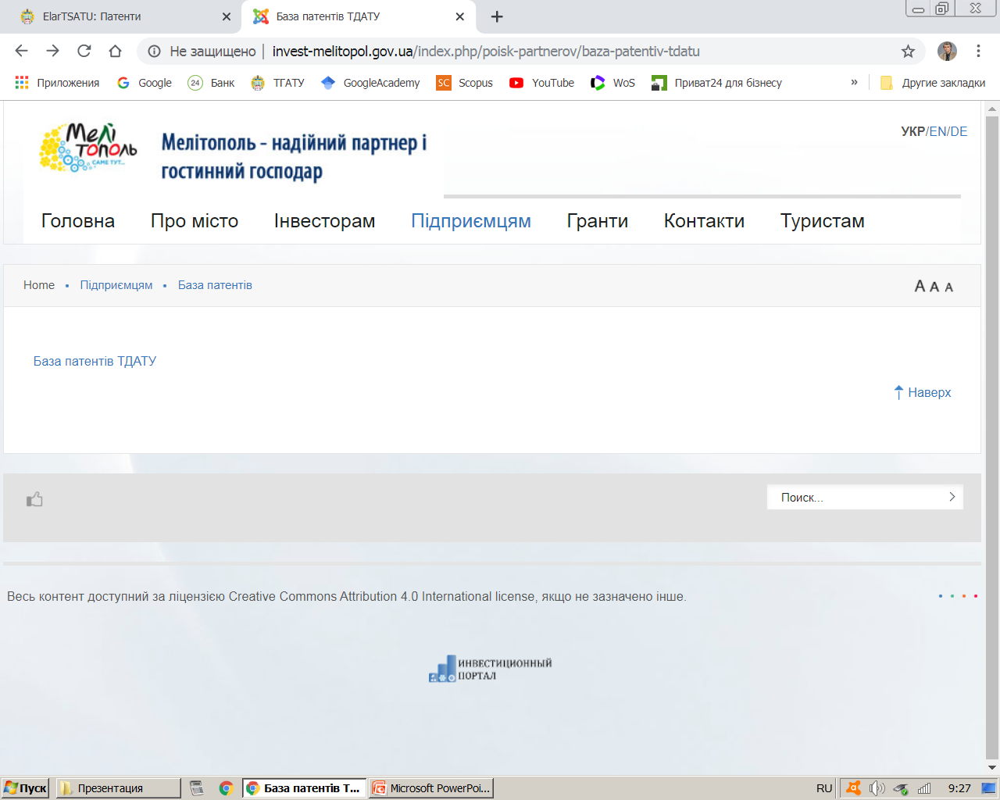 ElarTSATU: Патенти
База патентів ТДАТУ
Не защищено | invest-melitopol.gov.ua/index.php/poisk-partnerov/baza-patentiv-tdatu
Приложения Google Банк ТГАТУ GoogleAcademy Scopus YouTube WoS Приват24 для бізнесу » Другие закладки
24
SC
Мелітополь
САМЕ ТУТ...
Мелітополь - надійний партнер і
гостинний господар
УКР/EN/DE
Головна Про місто Інвесторам Підприємцям Гранти Контакти Туристам
Home • Підприємцям • База патентів
A A A
База патентів ТДАТУ
Наверх
Поиск...
Весь контент доступний за ліцензією Creative Commons Attribution 4.0 International license, якщо не зазначено інше.
ИНВЕСТИЦИОННЫЙ
ПОРТАЛ
Пуск Презентация База патентів Т... Microsoft PowerPoi... RU 9:27